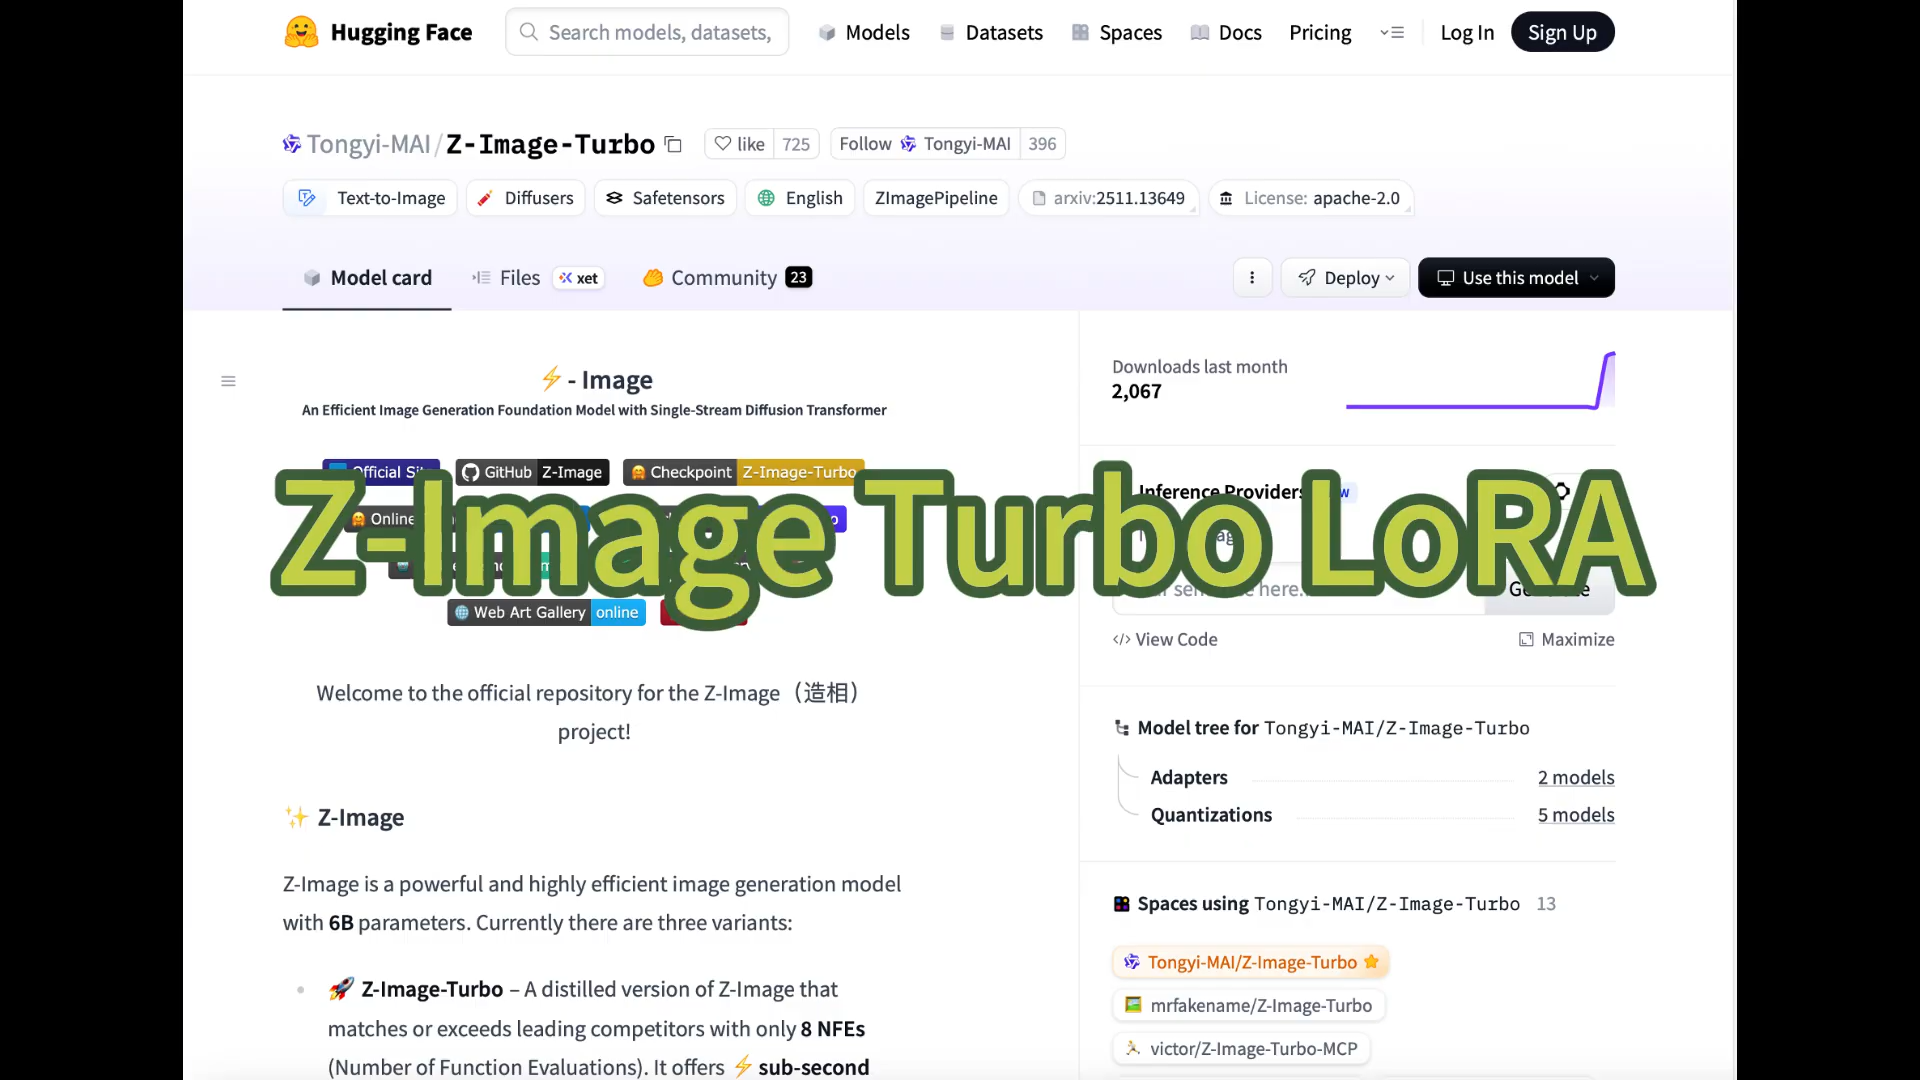 Hugging Face
Search models, datasets,
Models
Datasets
Spaces
Docs
Pricing
Log In
Sign Up
Tongyi-MAI/Z-Image-Turbo
like 725
Follow Tongyi-MAI 396
Text-to-Image
Diffusers
Safetensors
English
ZImagePipeline
arxiv:2511.13649
License: apache-2.0
Model card
Files xet
Community 23
Deploy
Use this model
⚡- Image
An Efficient Image Generation Foundation Model with Single-Stream Diffusion Transformer
Official
GitHub Z-Image
Checkpoint Z-Image-Turbo
Online
Z-Image Turbo LoRA
Web Art Gallery online
Welcome to the official repository for the Z-Image（造相）
project!
✨ Z-Image
Z-Image is a powerful and highly efficient image generation model
with 6B parameters. Currently there are three variants:
🚀 Z-Image-Turbo – A distilled version of Z-Image that
matches or exceeds leading competitors with only 8 NFEs
(Number of Function Evaluations). It offers ⚡ sub-second
Downloads last month
2,067
Inference Providers
here.
View Code
Maximize
Model tree for Tongyi-MAI/Z-Image-Turbo
Adapters 2 models
Quantizations 5 models
Spaces using Tongyi-MAI/Z-Image-Turbo 13
Tongyi-MAI/Z-Image-Turbo
mrfakename/Z-Image-Turbo
victor/Z-Image-Turbo-MCP